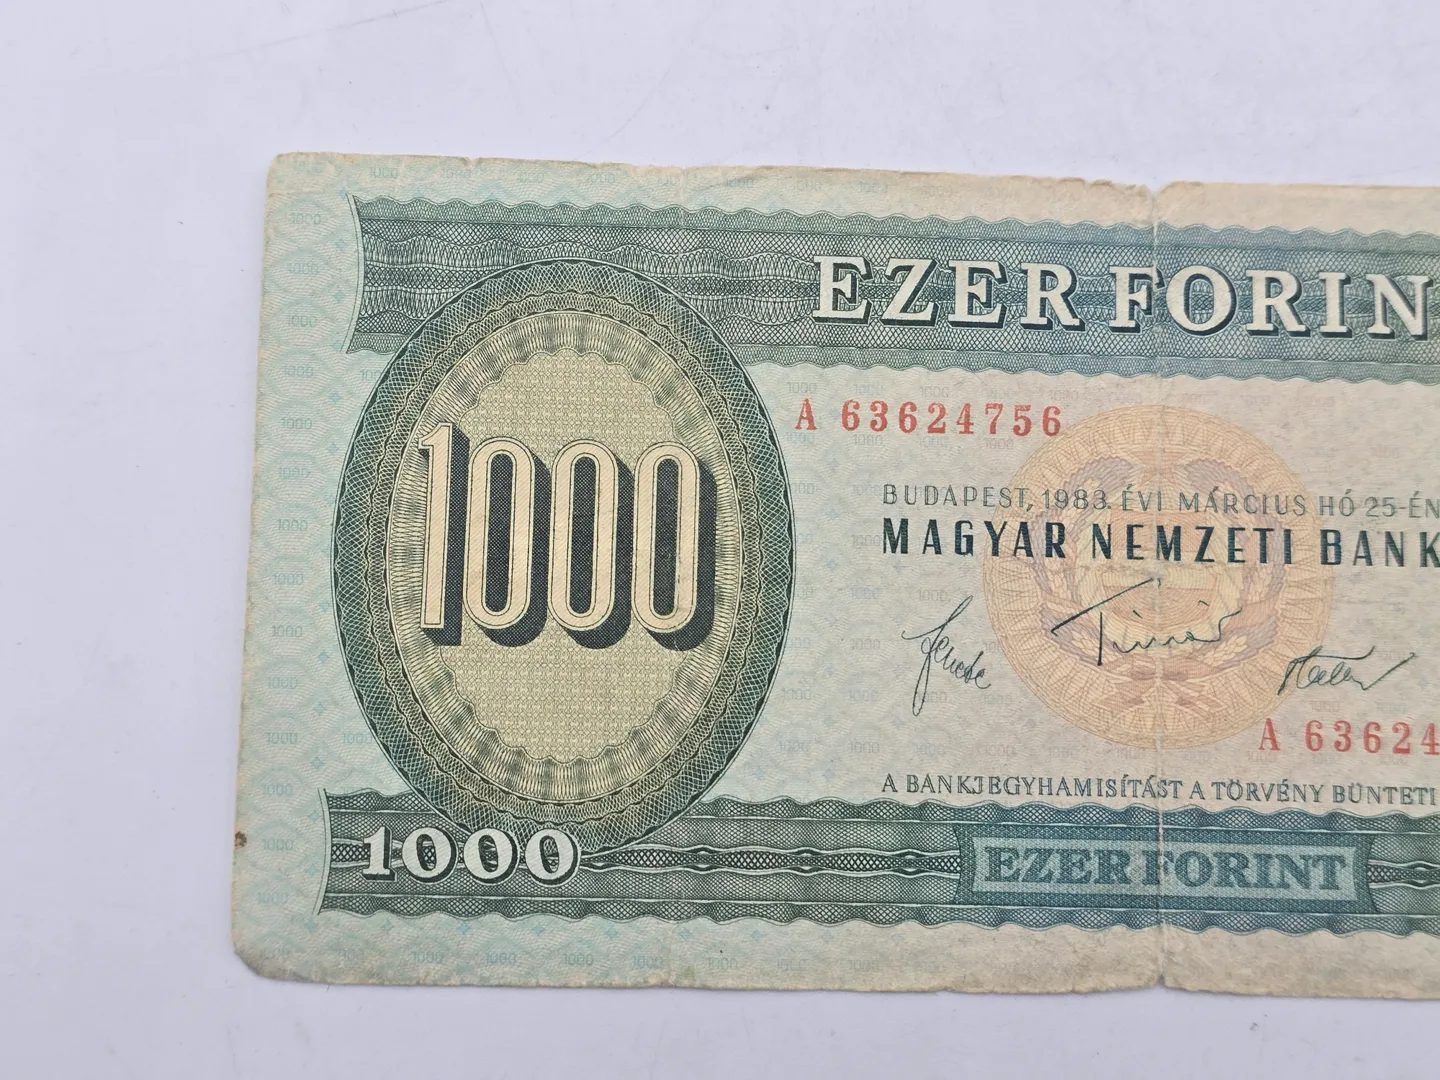 EZER FORIN
A 63624756
1000
BUDAPEST, 1983. ÉVI MÁRCIUS HÓ 25-ÉN
MAGYAR NEMZETI BANK
A 63624
A BANKJEGYHAMISÍTÁST A TÖRVÉNY BÜNTETI
1000
EZER FORINT